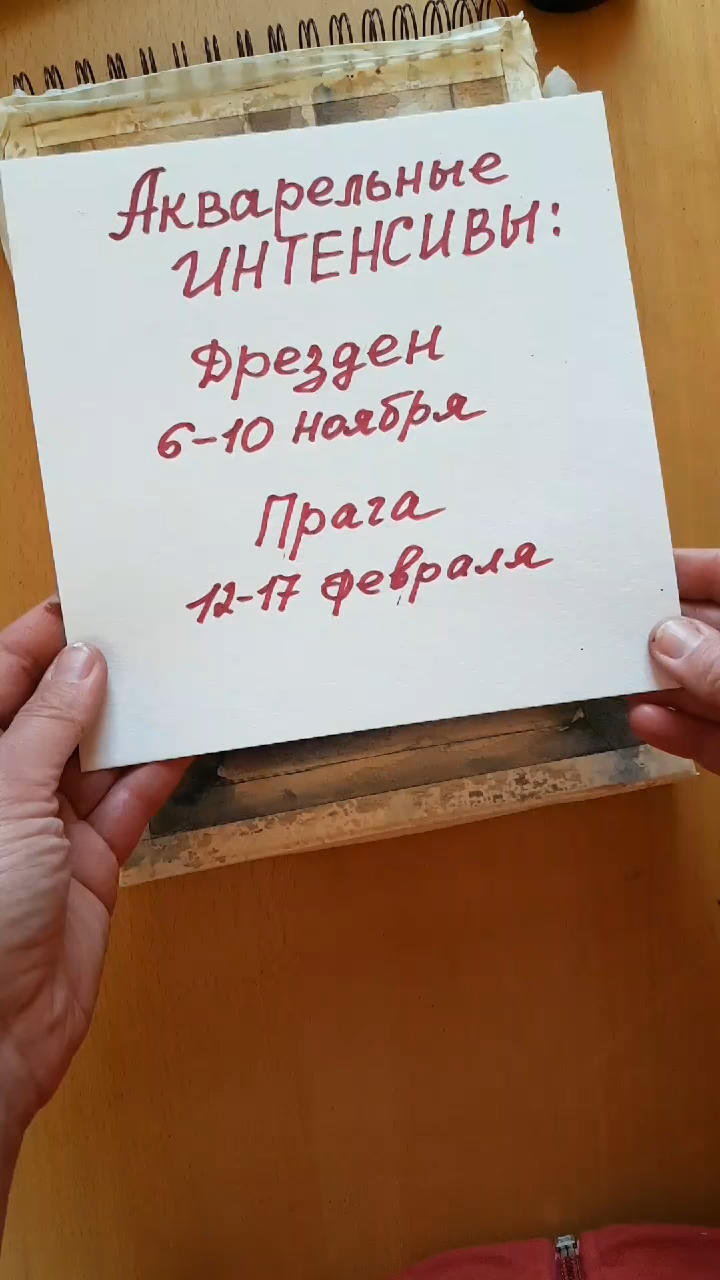 Акварельные
ИНТЕНСИВЫ:
Дрезден
6-10 ноября
Прага
12-17 февраля